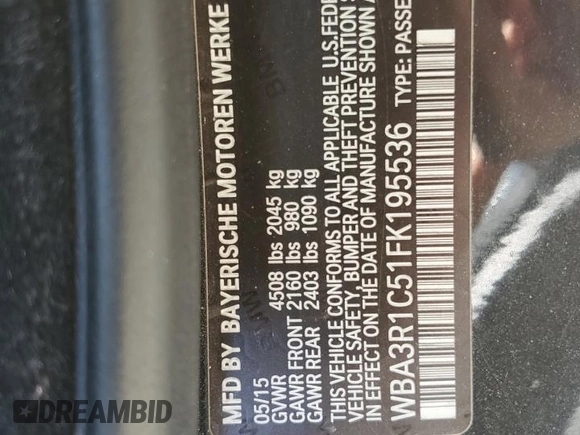 MFD BY BAYERISCHE MOTOREN WERKE
05/15
GVWR 4508 lbs 2045 kg
GAWR FRONT 2160 lbs 980 kg
GAWR REAR 2403 lbs 1090 kg
THIS VEHICLE CONFORMS TO ALL APPLICABLE U.S.FEDE
VEHICLE SAFETY, BUMPER AND THEFT PREVENTION S
IN EFFECT ON THE DATE OF MANUFACTURE SHOWN A
WBA3R1C51FK195536 TYPE: PASSE
DREAMBID